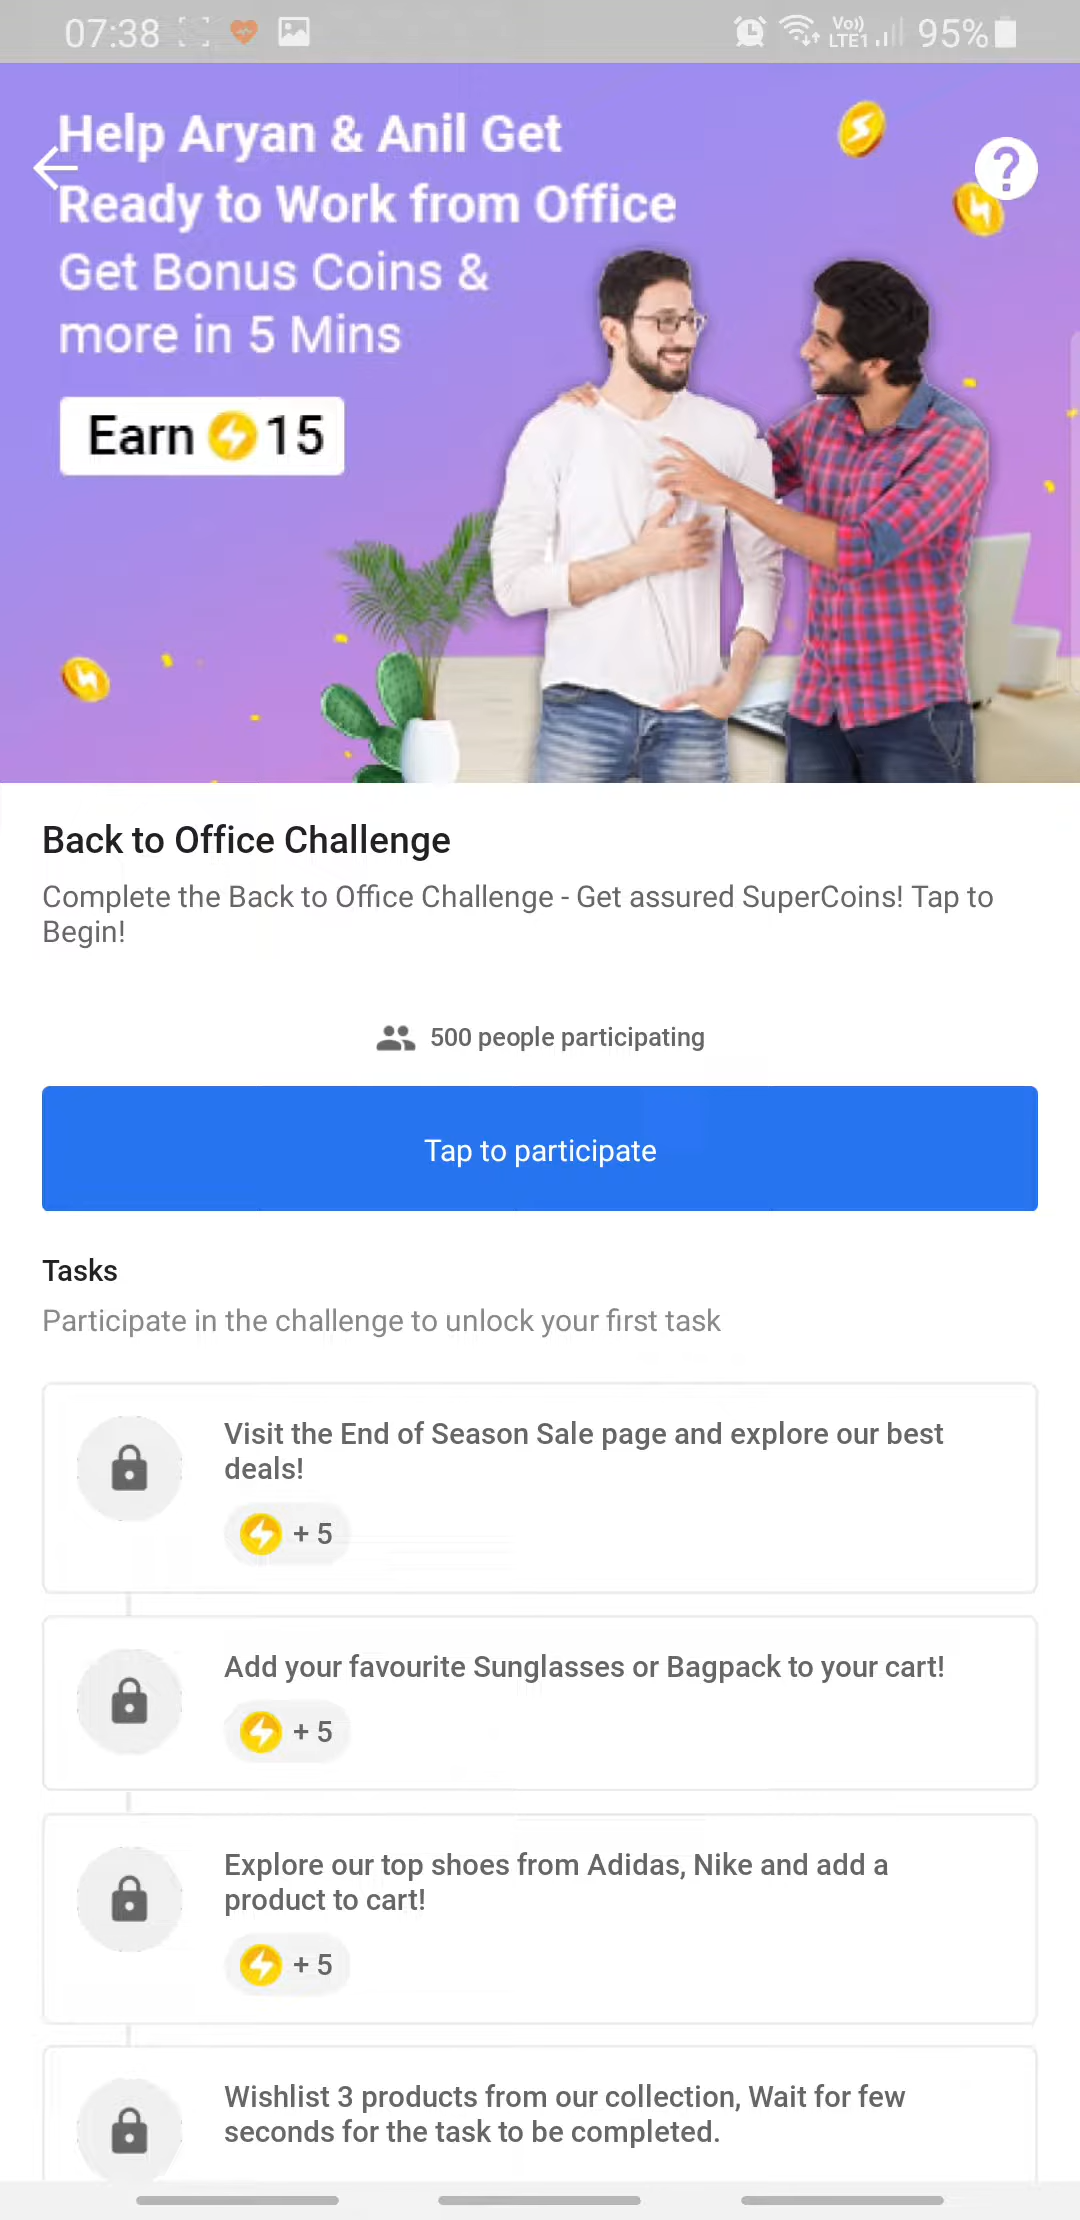 07:38
Vo)) LTE1 95%
Help Aryan & Anil Get
Ready to Work from Office
Get Bonus Coins &
more in 5 Mins
Earn 15
?
Back to Office Challenge
Complete the Back to Office Challenge - Get assured SuperCoins! Tap to
Begin!
500 people participating
Tap to participate
Tasks
Participate in the challenge to unlock your first task
Visit the End of Season Sale page and explore our best
deals!
+ 5
Add your favourite Sunglasses or Bagpack to your cart!
+ 5
Explore our top shoes from Adidas, Nike and add a
product to cart!
+ 5
Wishlist 3 products from our collection, Wait for few
seconds for the task to be completed.